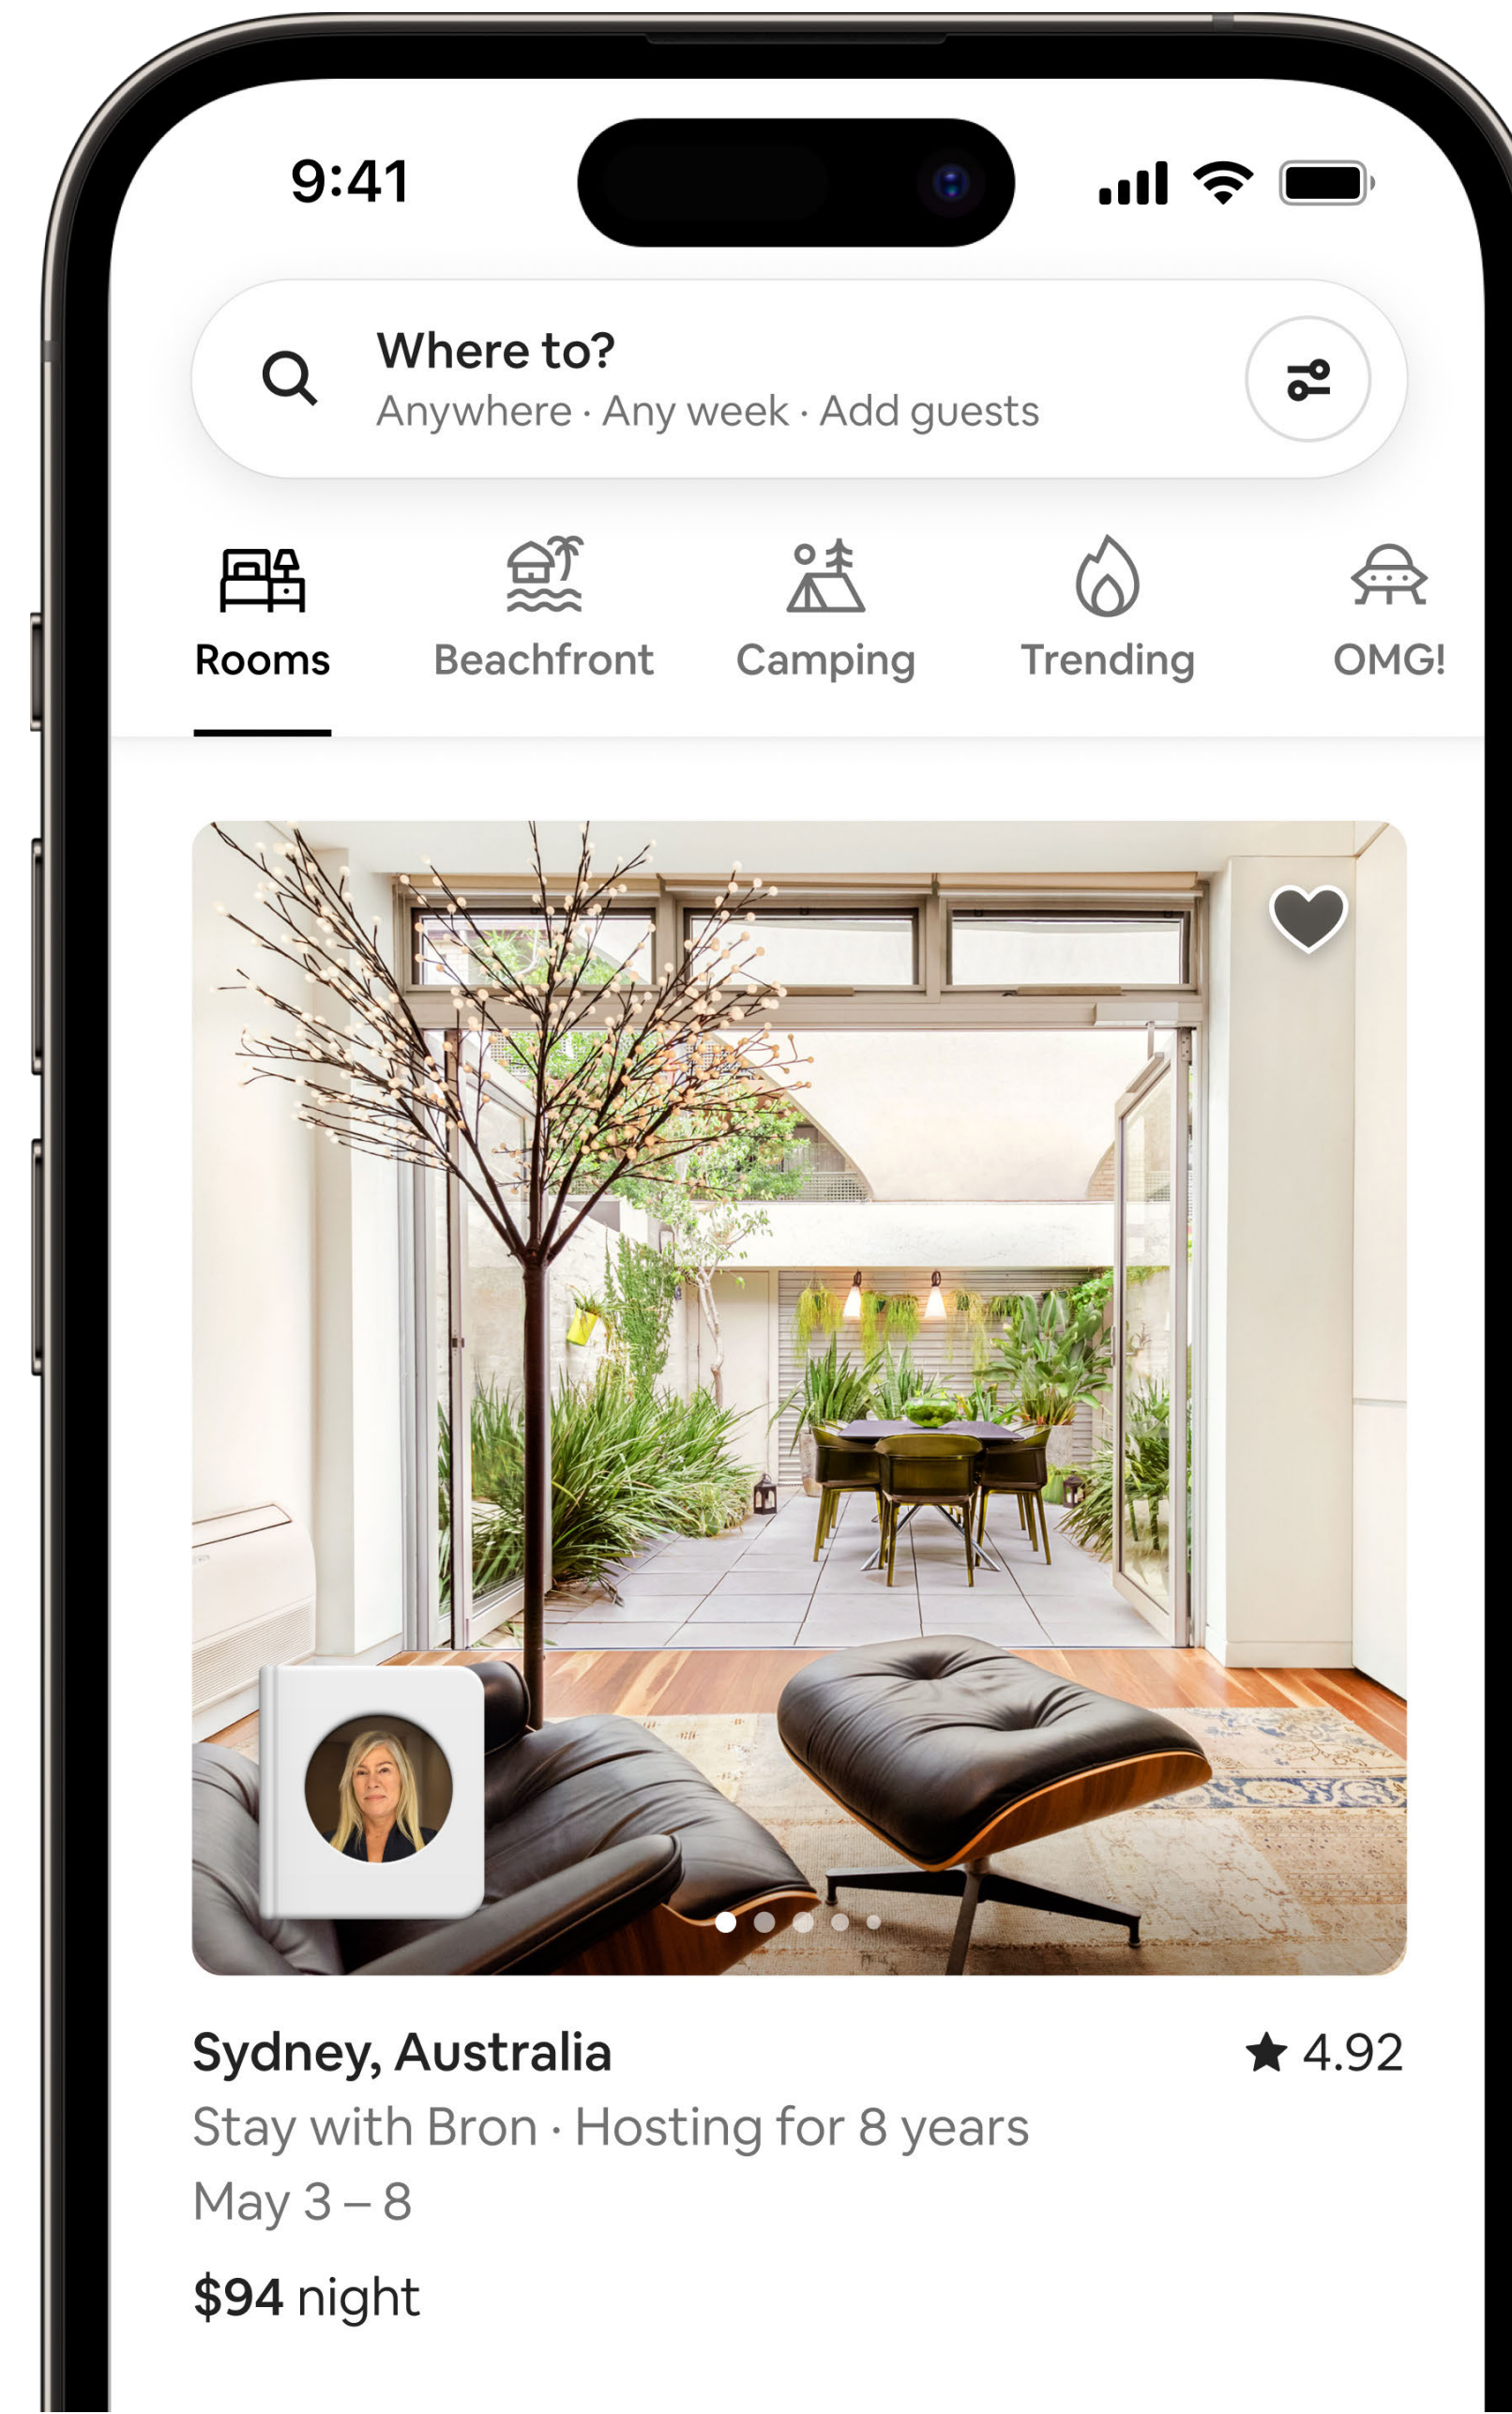 9:41
Where to?
Anywhere · Any week · Add guests
Rooms
Beachfront
Camping
Trending
OMG!
Sydney, Australia
★ 4.92
Stay with Bron · Hosting for 8 years
May 3 – 8
$94 night